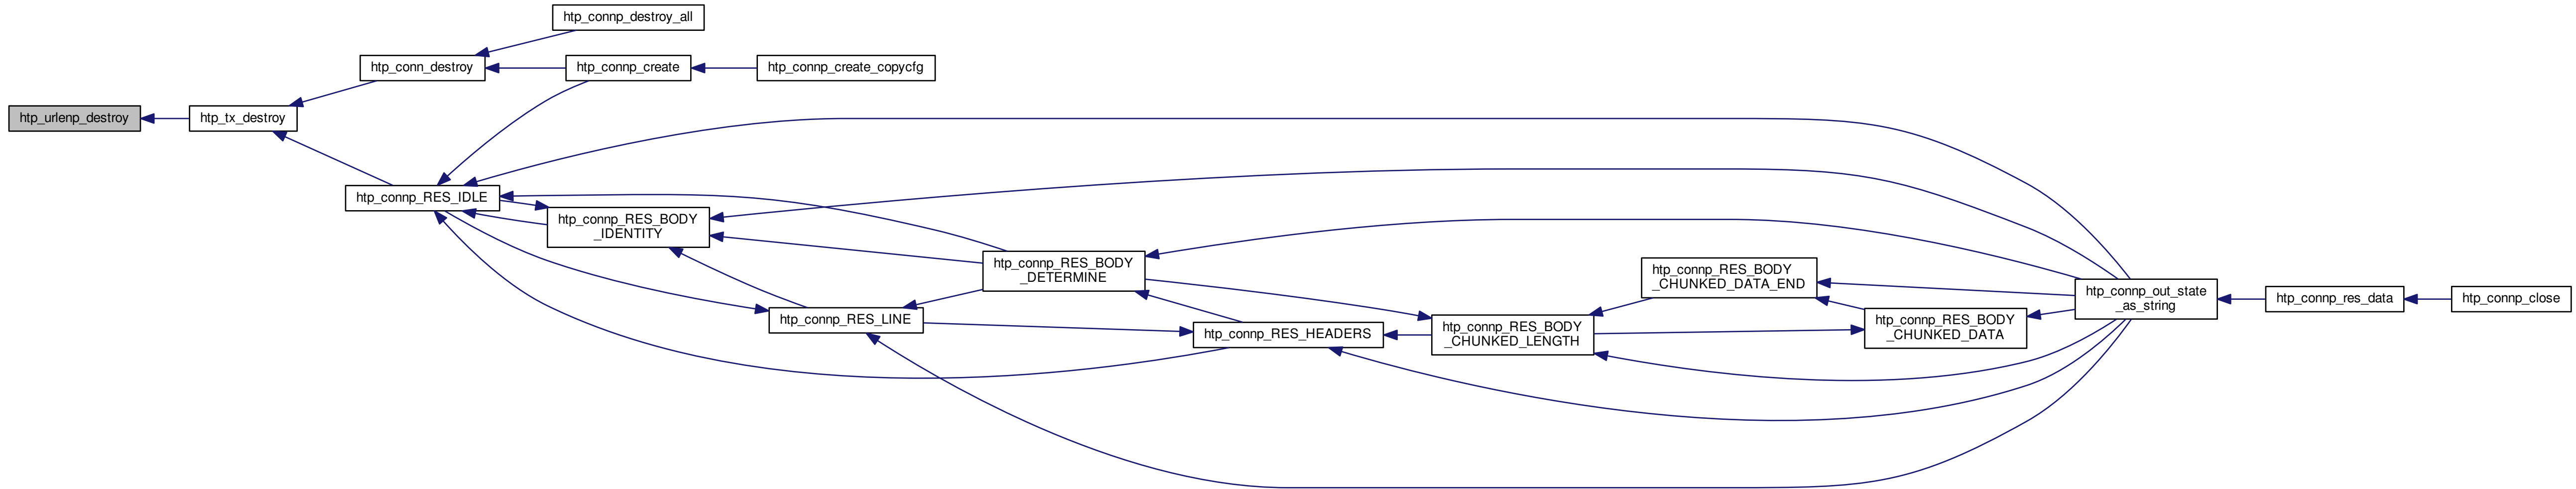 htp_connp_destroy_all
htp_conn_destroy
htp_connp_create
htp_connp_create_copycfg
htp_urlenp_destroy
htp_tx_destroy
htp_connp_RES_IDLE
htp_connp_RES_BODY
_IDENTITY
htp_connp_RES_LINE
htp_connp_RES_BODY
_DETERMINE
htp_connp_RES_HEADERS
htp_connp_RES_BODY
_CHUNKED_LENGTH
htp_connp_RES_BODY
_CHUNKED_DATA_END
htp_connp_RES_BODY
_CHUNKED_DATA
htp_connp_out_state
_as_string
htp_connp_res_data
htp_connp_close